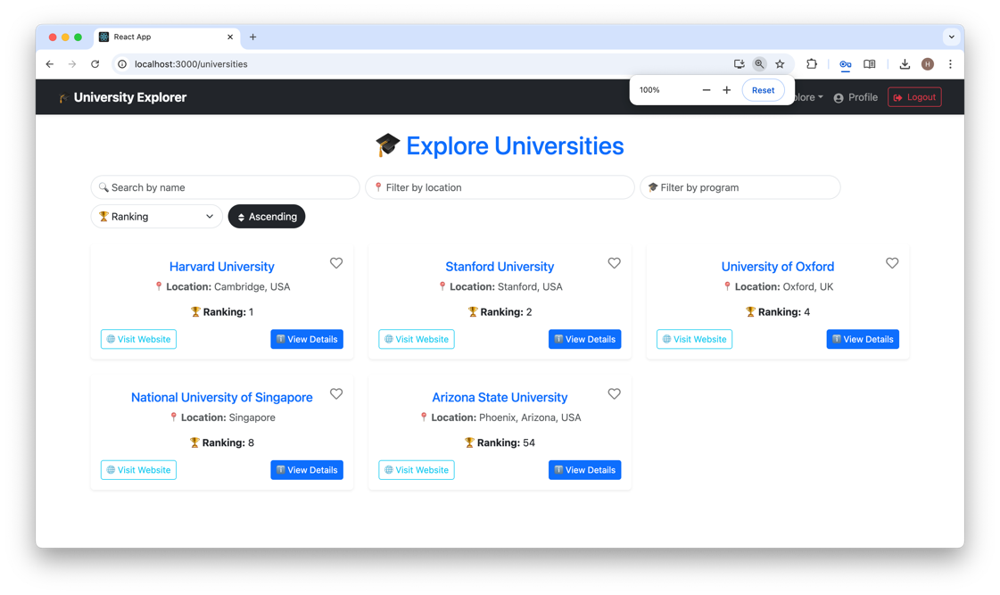 React App
localhost:3000/universities
H
University Explorer
100%
Reset
plore
Profile
Logout
Explore Universities
Search by name
Filter by location
Filter by program
Ranking
Ascending
Harvard University
Location: Cambridge, USA
Ranking: 1
Visit Website
View Details
Stanford University
Location: Stanford, USA
Ranking: 2
Visit Website
View Details
University of Oxford
Location: Oxford, UK
Ranking: 4
Visit Website
View Details
National University of Singapore
Location: Singapore
Ranking: 8
Visit Website
View Details
Arizona State University
Location: Phoenix, Arizona, USA
Ranking: 54
Visit Website
View Details